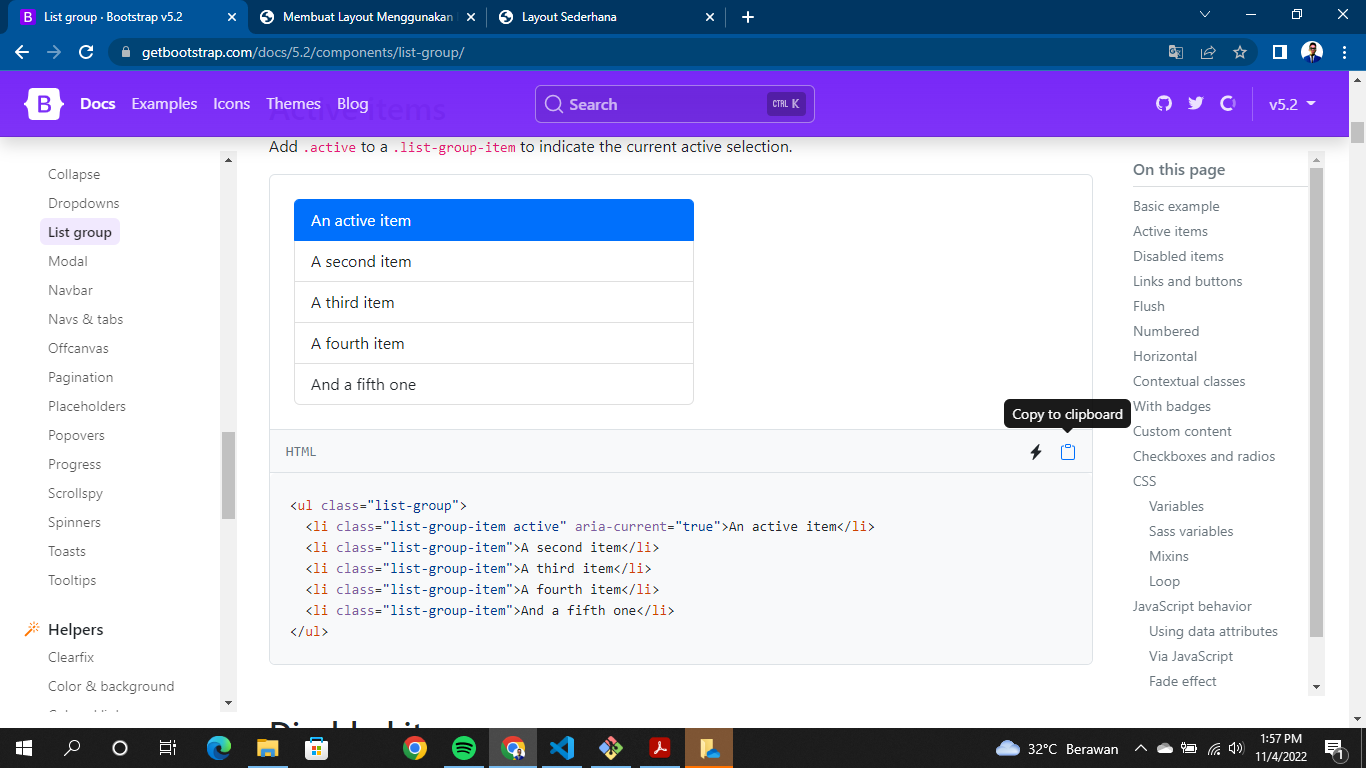 List group · Bootstrap v5.2
Membuat Layout Menggunakan
Layout Sederhana
getbootstrap.com/docs/5.2/components/list-group/
B
Docs
Examples
Icons
Themes
Blog
Search
CTRL K
v5.2
Active items
Add .active to a .list-group-item to indicate the current active selection.
Collapse
Dropdowns
List group
Modal
Navbar
Navs & tabs
Offcanvas
Pagination
Placeholders
Popovers
Progress
Scrollspy
Spinners
Toasts
Tooltips
Helpers
Clearfix
Color & background
An active item
A second item
A third item
A fourth item
And a fifth one
Copy to clipboard
HTML
<ul class="list-group">
  <li class="list-group-item active" aria-current="true">An active item</li>
  <li class="list-group-item">A second item</li>
  <li class="list-group-item">A third item</li>
  <li class="list-group-item">A fourth item</li>
  <li class="list-group-item">And a fifth one</li>
</ul>
On this page
Basic example
Active items
Disabled items
Links and buttons
Flush
Numbered
Horizontal
Contextual classes
With badges
Custom content
Checkboxes and radios
CSS
Variables
Sass variables
Mixins
Loop
JavaScript behavior
Using data attributes
Via JavaScript
Fade effect
32°C Berawan
1:57 PM
11/4/2022
1